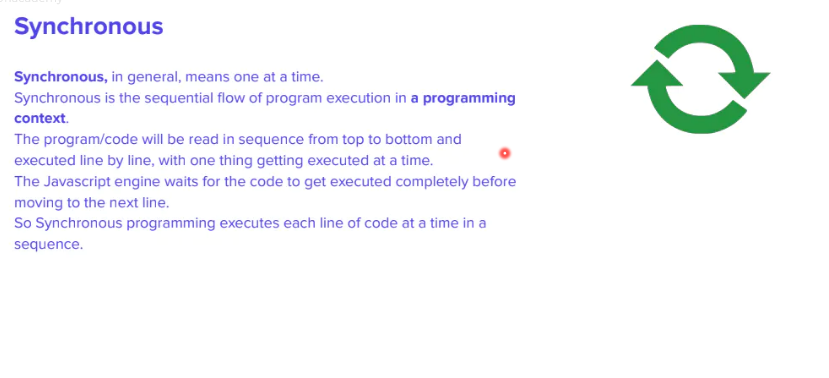 Synchronous
Synchronous, in general, means one at a time.
Synchronous is the sequential flow of program execution in a programming
context.
The program/code will be read in sequence from top to bottom and
executed line by line, with one thing getting executed at a time.
The Javascript engine waits for the code to get executed completely before
moving to the next line.
So Synchronous programming executes each line of code at a time in a
sequence.